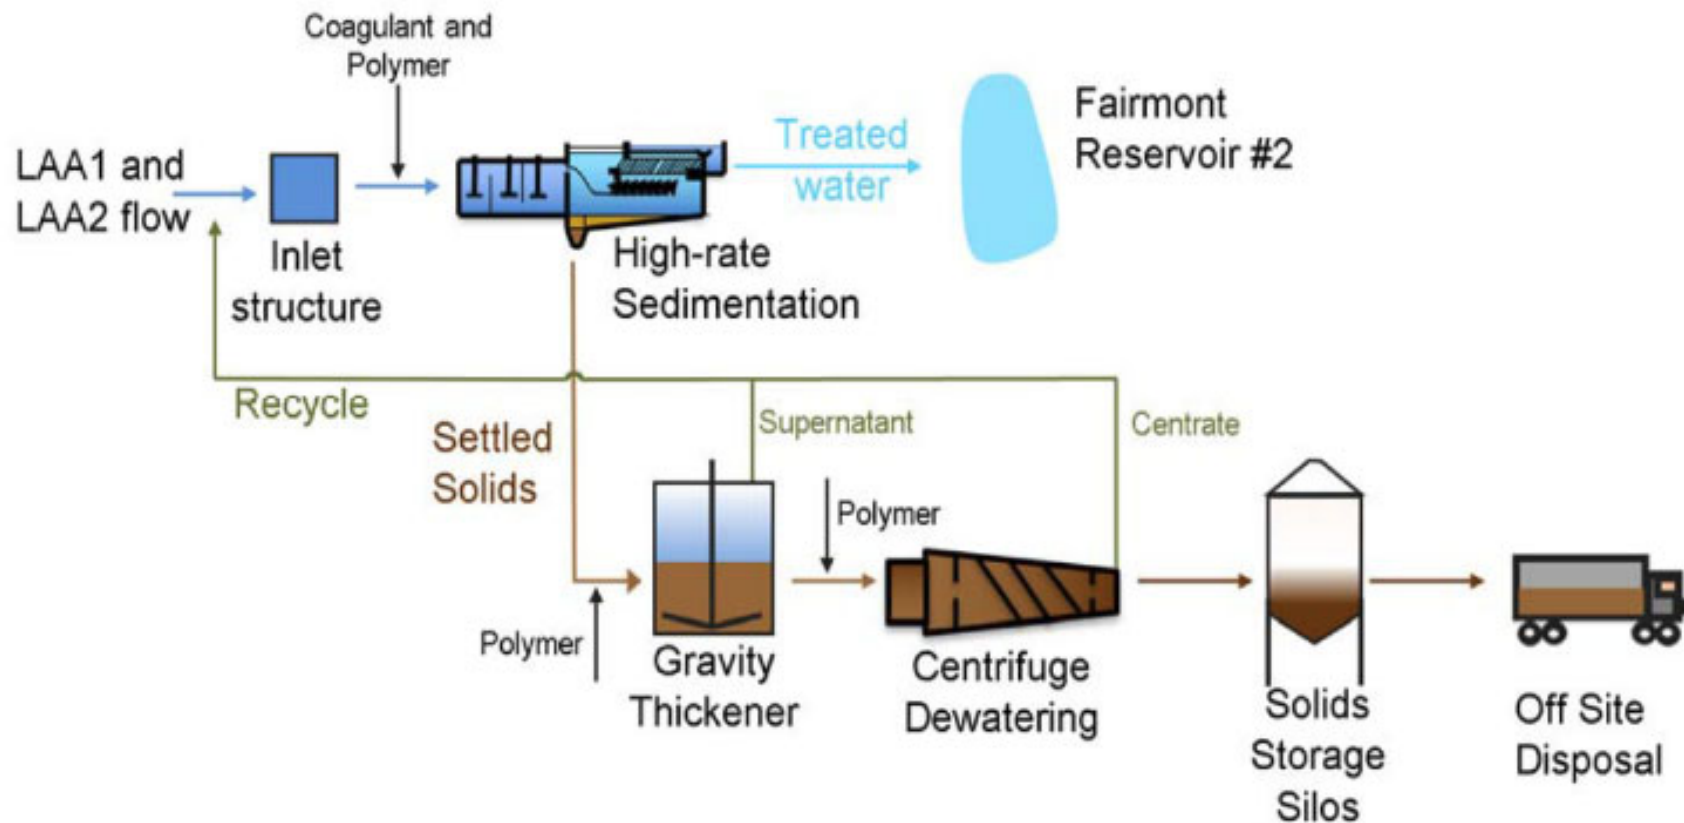 Coagulant and
Polymer
LAA1 and
LAA2 flow
Inlet
structure
High-rate
Sedimentation
Treated
water
Fairmont
Reservoir #2
Recycle
Settled
Solids
Supernatant
Centrate
Polymer
Polymer
Gravity
Thickener
Centrifuge
Dewatering
Solids
Storage
Silos
Off Site
Disposal